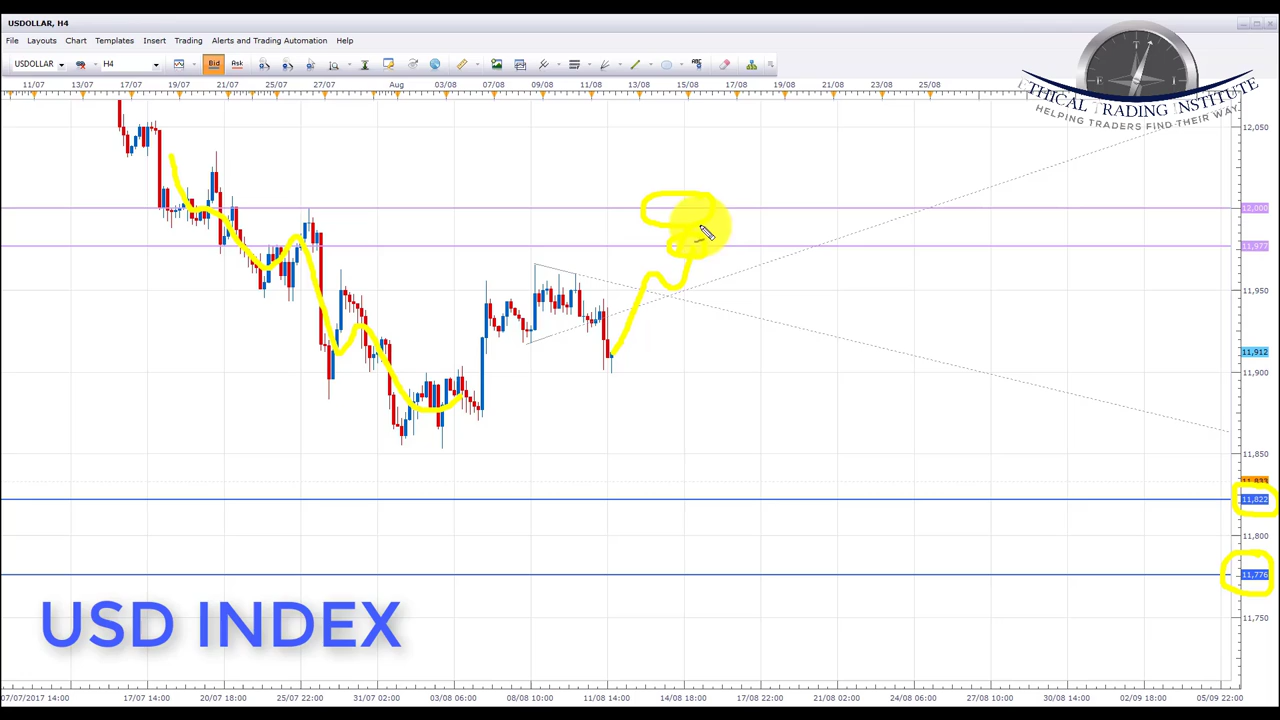 USDOLLAR, H4
File Layouts Chart Templates Insert Trading Alerts and Trading Automation Help
USDOLLAR H4 Bid Ask ABC
11/07 13/07 19/07 21/07 25/07 27/07 Aug 03/08 07/08 09/08 11/08 13/08 15/08 17/08 21/08 23/08 25/08
T
E I
ETHICAL TRADING INSTITUTE
HELPING TRADERS FIND THEIR WAY
12,050
12,000
11,977
11,950
11,912
11,900
11,850
11,833
11,822
11,800
11,776
11,750
USD INDEX
07/07/2017 14:00 17/07 14:00 20/07 18:00 25/07 22:00 31/07 02:00 03/08 06:00 08/08 10:00 11/08 14:00 14/08 18:00 17/08 22:00 21/08 02:00 24/08 06:00 28/08 10:00 30/08 14:00 02/09 18:00 05/09 22:00